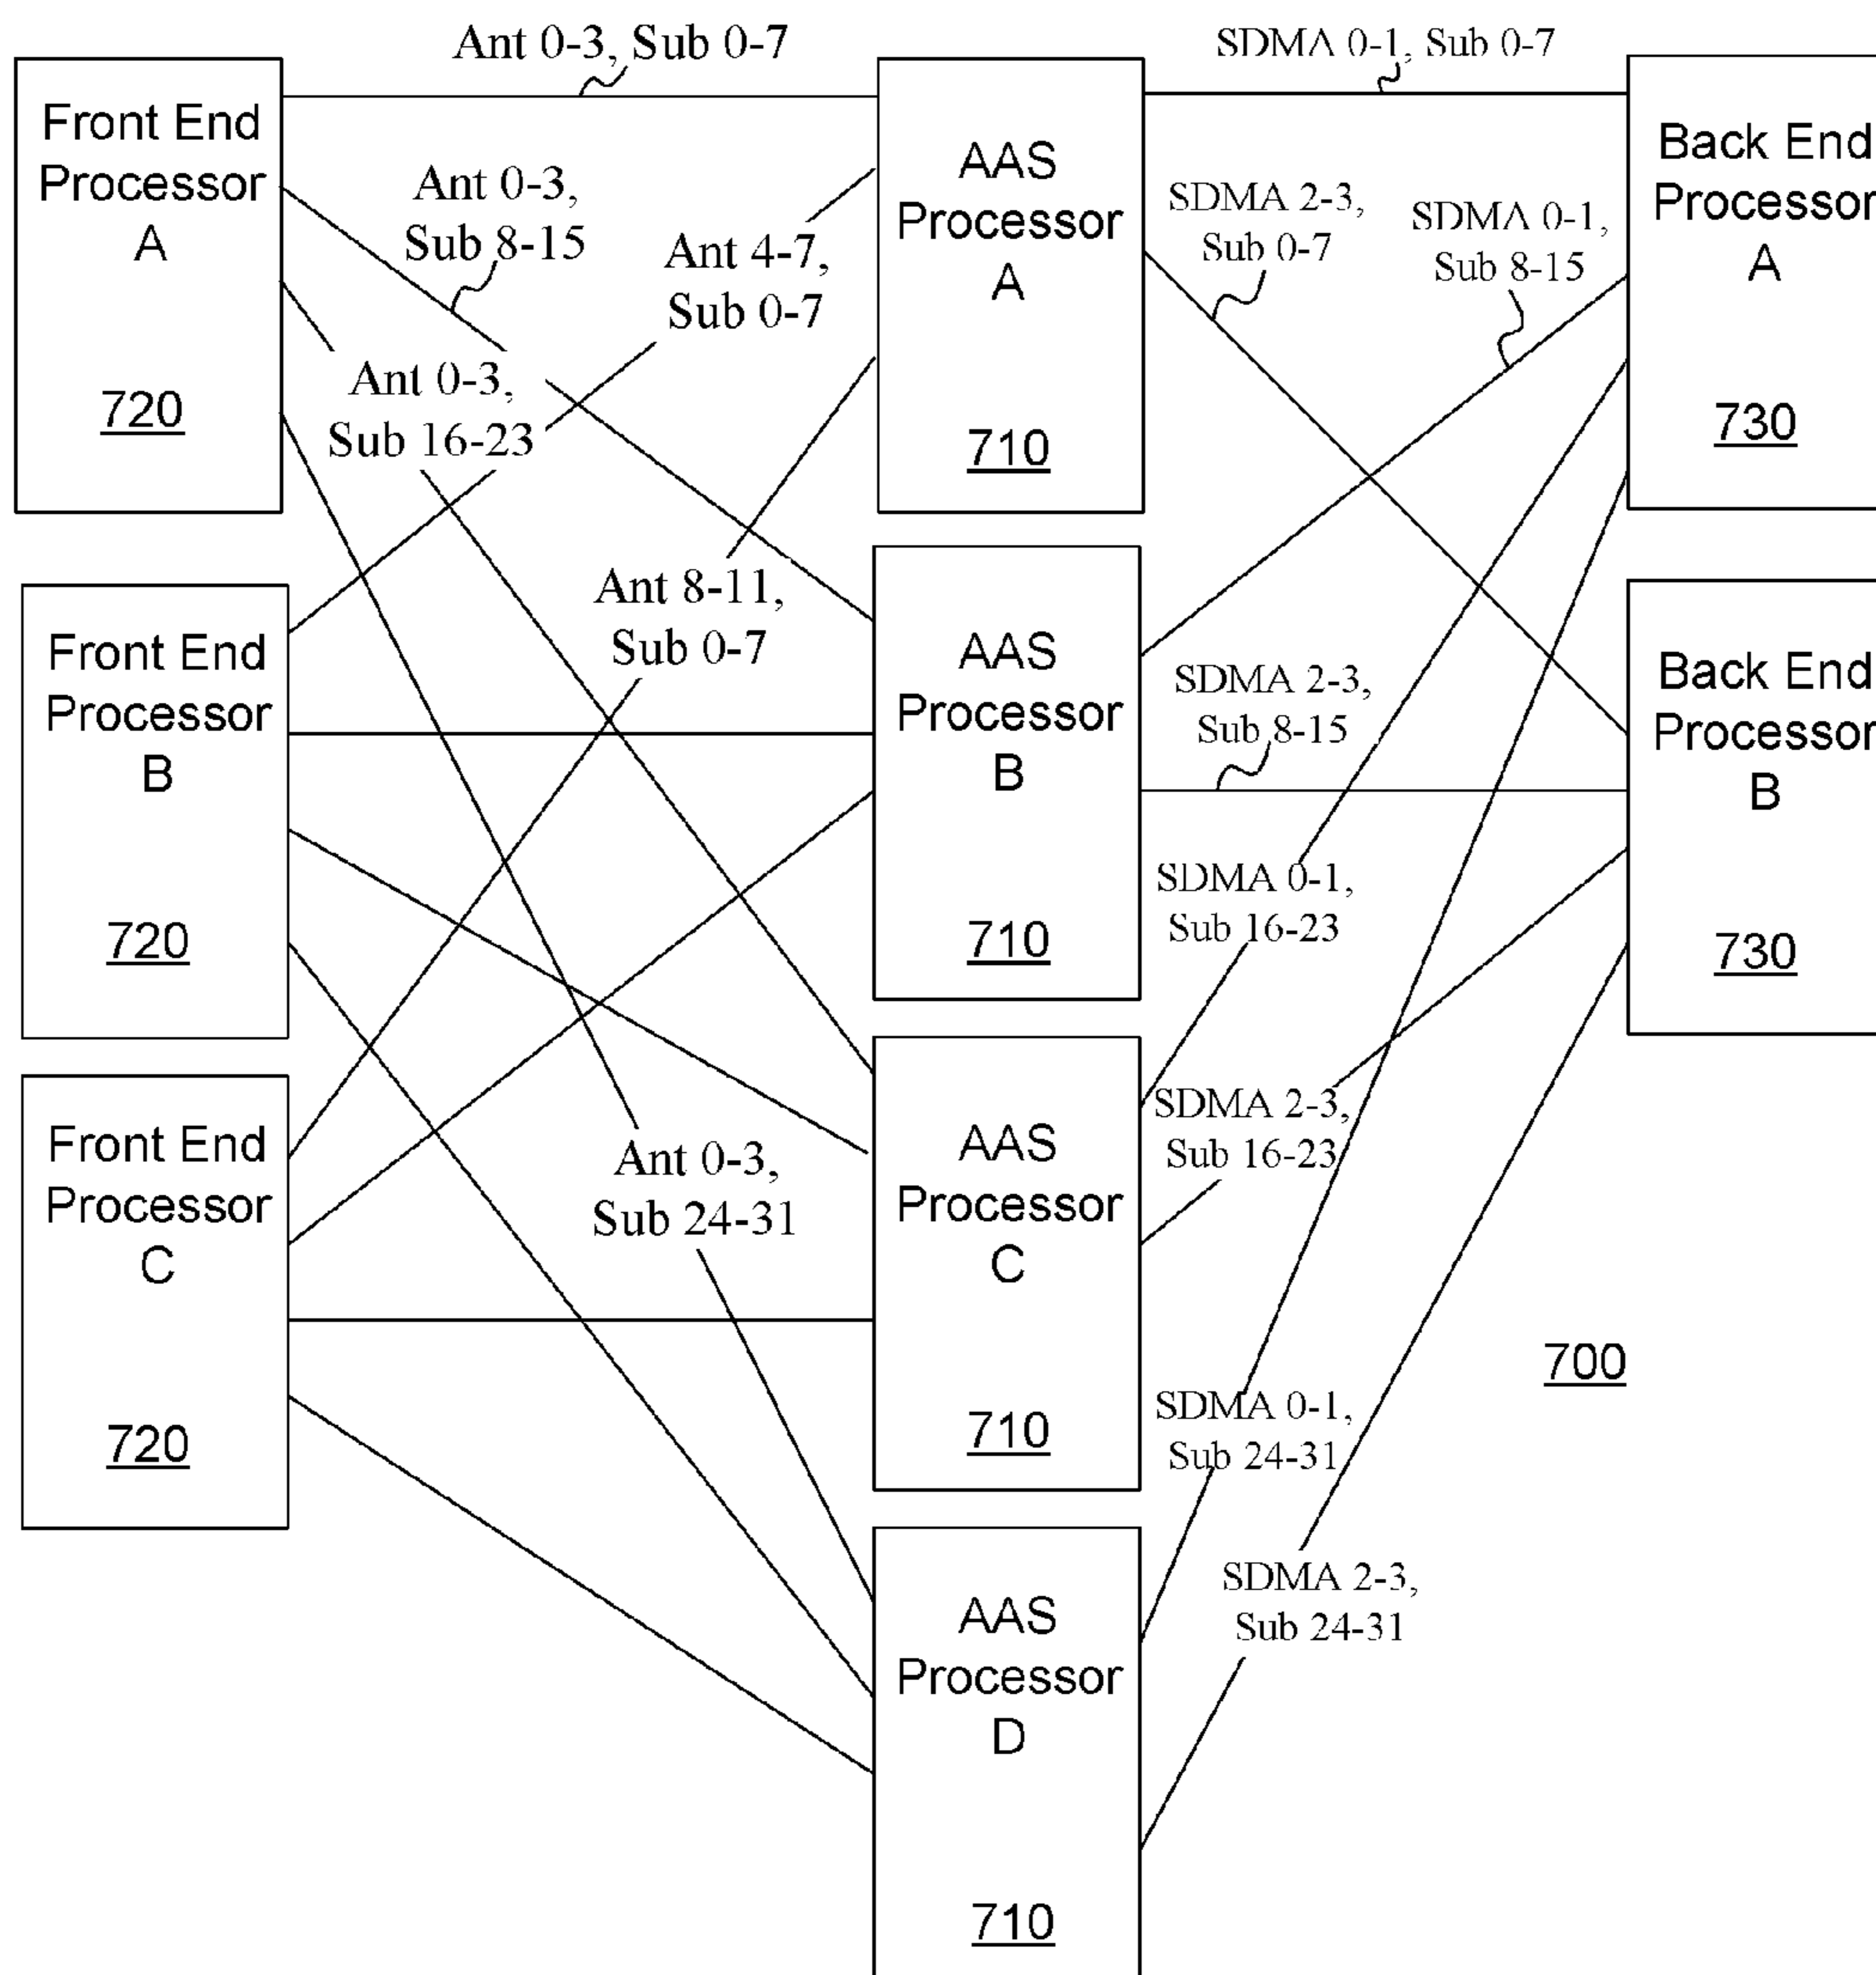 Ant 0-3, Sub 0-7
SDMA 0-1, Sub 0-7
Front End
Processor
A
720
Ant 0-3,
Sub 8-15
Ant 4-7,
Sub 0-7
Ant 0-3,
Sub 16-23
AAS
Processor
A
710
SDMA 2-3,
Sub 0-7
SDMA 0-1,
Sub 8-15
Back End
Processor
A
730
Front End
Processor
B
720
Ant 8-11,
Sub 0-7
AAS
Processor
B
710
SDMA 2-3,
Sub 8-15
SDMA 0-1,
Sub 16-23
Back End
Processor
B
730
Front End
Processor
C
720
Ant 0-3,
Sub 24-31
AAS
Processor
C
710
SDMA 2-3,
Sub 16-23
700
SDMA 0-1,
Sub 24-31
AAS
Processor
D
710
SDMA 2-3,
Sub 24-31